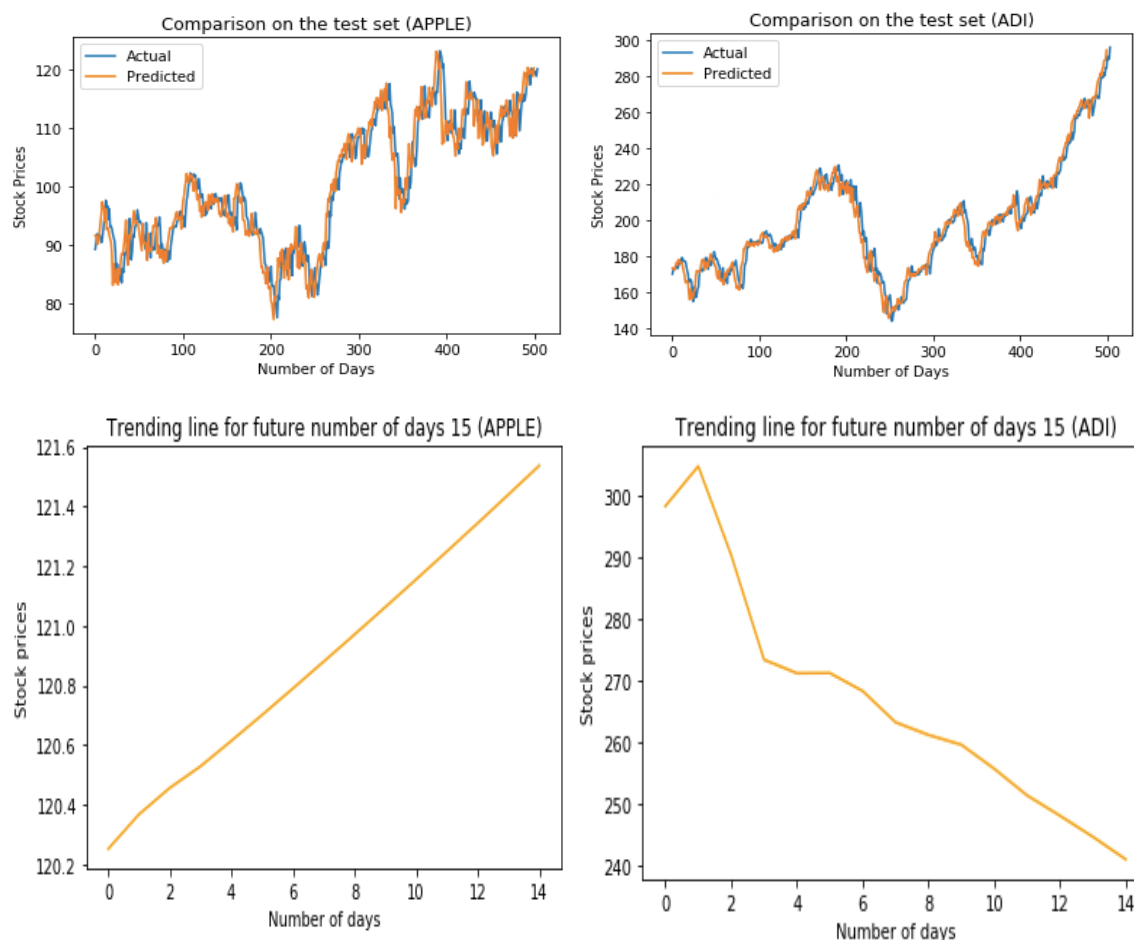 Comparison on the test set (APPLE)
Actual
Predicted
120
110
100
90
80
Stock Prices
0 100 200 300 400 500
Number of Days
Comparison on the test set (ADI)
Actual
Predicted
300
280
260
240
220
200
180
160
140
Stock Prices
0 100 200 300 400 500
Number of Days
Trending line for future number of days 15 (APPLE)
121.6
121.4
121.2
121.0
120.8
120.6
120.4
120.2
Stock prices
0 2 4 6 8 10 12 14
Number of days
Trending line for future number of days 15 (ADI)
300
290
280
270
260
250
240
Stock prices
0 2 4 6 8 10 12 14
Number of days